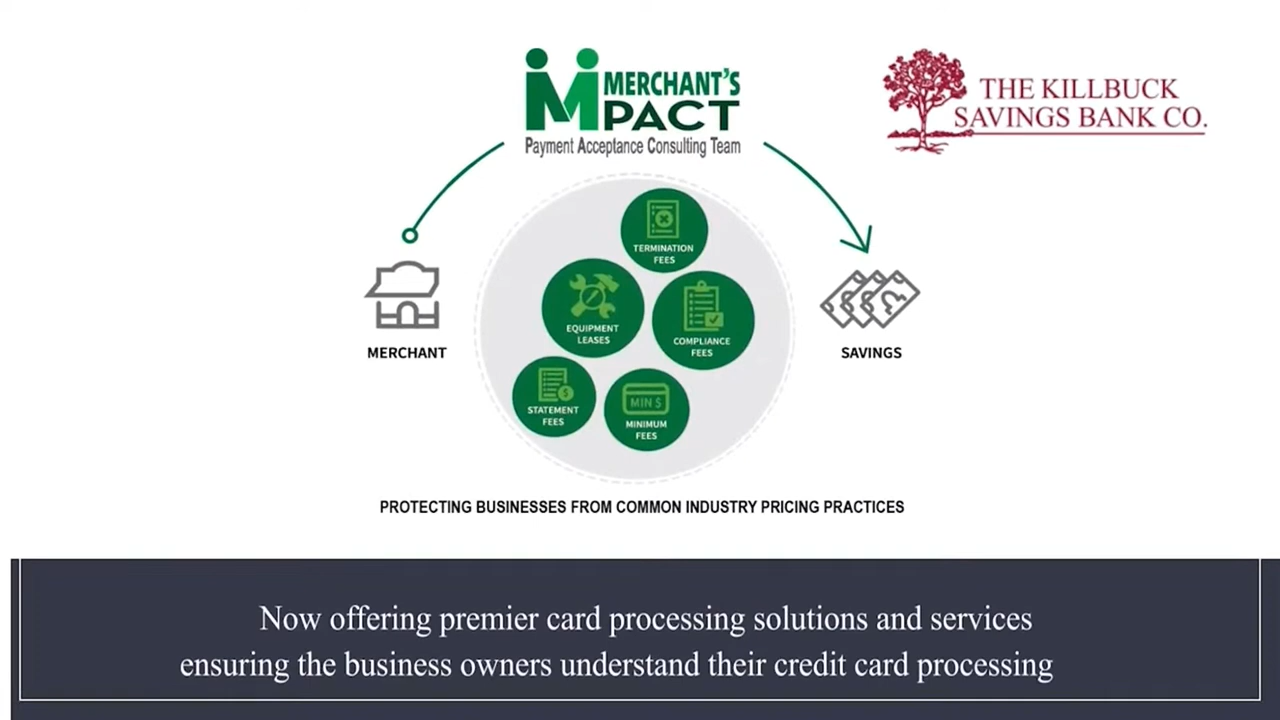 MERCHANT'S
PACT
Payment Acceptance Consulting Team
THE KILLBUCK
SAVINGS BANK CO.
TERMINATION
FEES
EQUIPMENT
LEASES
COMPLIANCE
FEES
STATEMENT
FEES
MIN $
MINIMUM
FEES
MERCHANT
SAVINGS
PROTECTING BUSINESSES FROM COMMON INDUSTRY PRICING PRACTICES
Now offering premier card processing solutions and services
ensuring the business owners understand their credit card processing